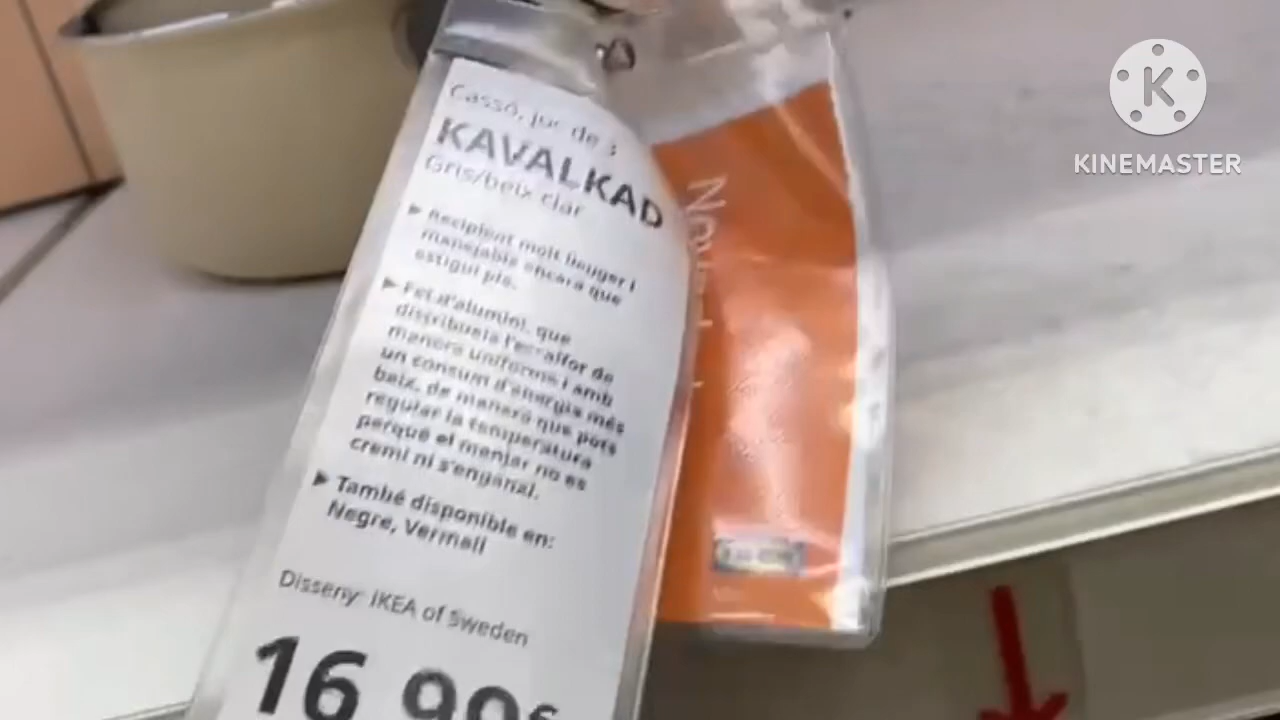 Cassó, joc de 3
KAVALKAD
Gris/beix clar
▶ Recipient molt lleuger i
manejable encara que
estigui ple.
▶ Fet d'alumini, que
distribueix l'escalfor de
manera uniforme i amb
un consum d'energia més
baix, de manera que pots
regular la temperatura
perquè el menjar no es
cremi ni s'enganxi.
▶ També disponible en:
Negre, Vermell
Disseny: IKEA of Sweden
16,99€
K
KINEMASTER